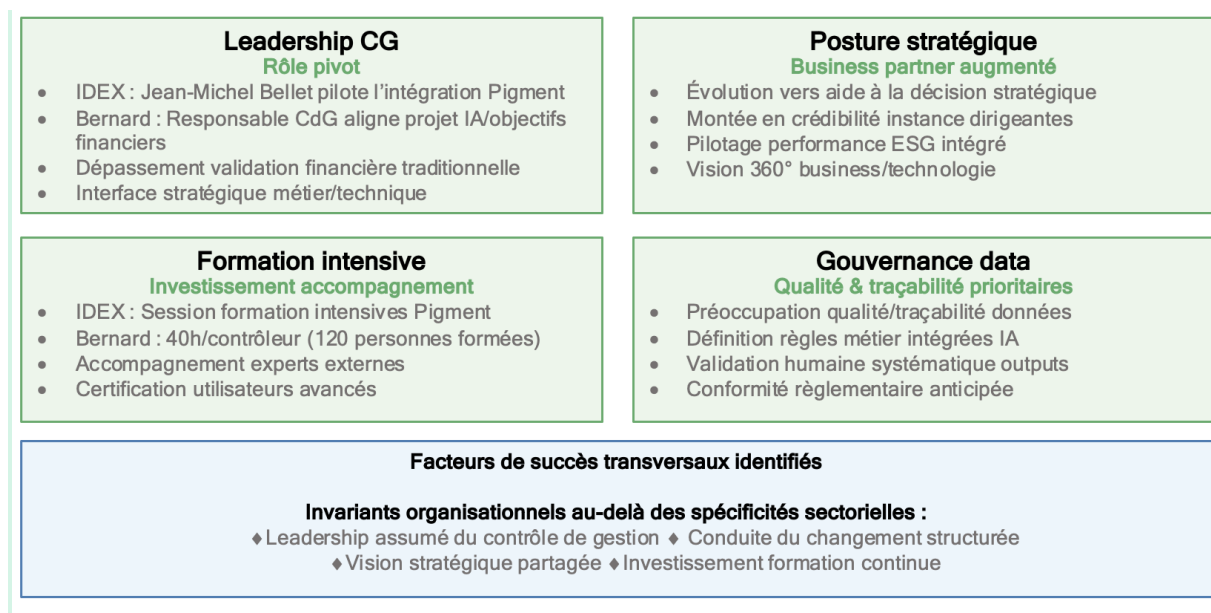 Leadership CG
Rôle pivot
• IDEX : Jean-Michel Bellet pilote l'intégration Pigment
• Bernard : Responsable CdG aligne projet IA/objectifs
financiers
• Dépassement validation financière traditionnelle
• Interface stratégique métier/technique
Posture stratégique
Business partner augmenté
• Évolution vers aide à la décision stratégique
• Montée en crédibilité instance dirigeantes
• Pilotage performance ESG intégré
• Vision 360° business/technologie
Formation intensive
Investissement accompagnement
• IDEX : Session formation intensives Pigment
• Bernard : 40h/contrôleur (120 personnes formées)
• Accompagnement experts externes
• Certification utilisateurs avancés
Gouvernance data
Qualité & traçabilité prioritaires
• Préoccupation qualité/traçabilité données
• Définition règles métier intégrées IA
• Validation humaine systématique outputs
• Conformité règlementaire anticipée
Facteurs de succès transversaux identifiés
Invariants organisationnels au-delà des spécificités sectorielles :
♦Leadership assumé du contrôle de gestion ♦ Conduite du changement structurée
♦Vision stratégique partagée ♦Investissement formation continue